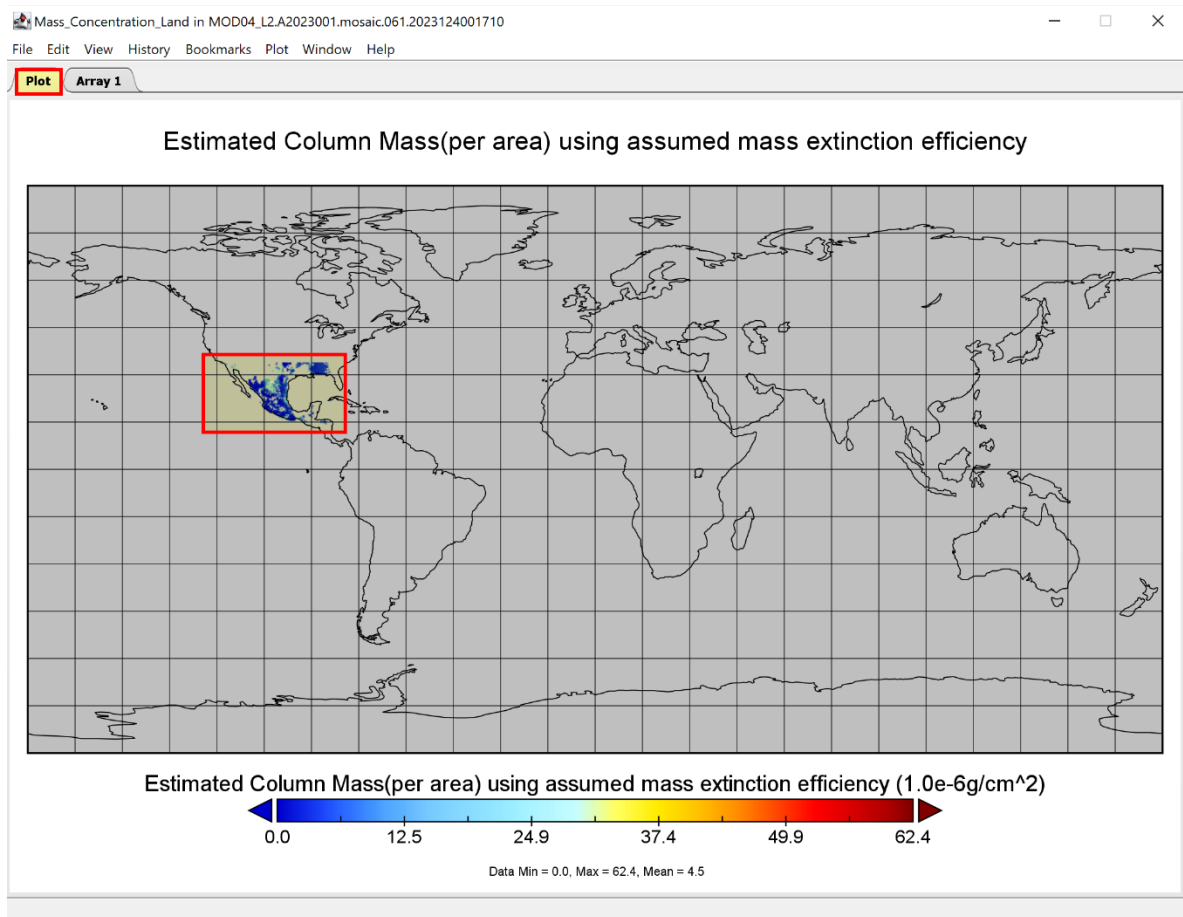 Mass_Concentration_Land in MOD04_L2.A2023001.mosaic.061.2023124001710
File Edit View History Bookmarks Plot Window Help
Plot Array 1
Estimated Column Mass(per area) using assumed mass extinction efficiency
Estimated Column Mass(per area) using assumed mass extinction efficiency (1.0e-6g/cm^2)
0.0 12.5 24.9 37.4 49.9 62.4
Data Min = 0.0, Max = 62.4, Mean = 4.5